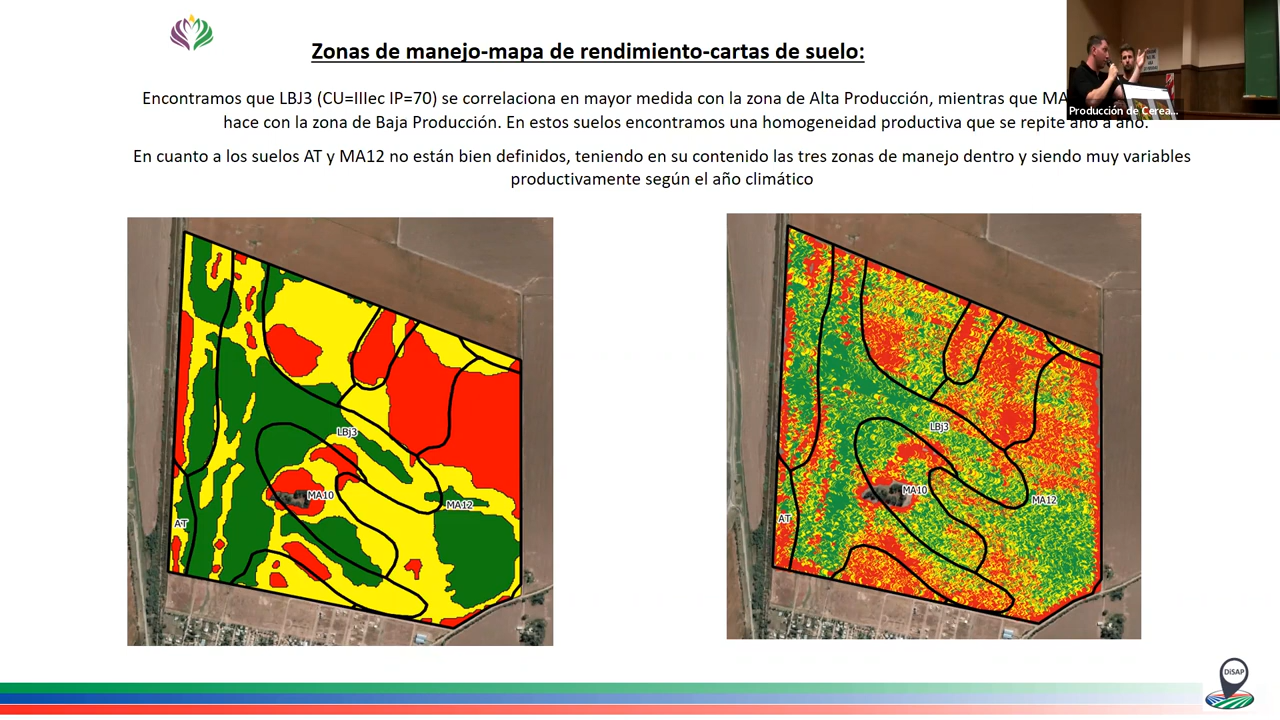 Zonas de manejo-mapa de rendimiento-cartas de suelo:
Encontramos que LBJ3 (CU=IIIec IP=70) se correlaciona en mayor medida con la zona de Alta Producción, mientras que MA
Producción de Cerea...
hace con la zona de Baja Producción. En estos suelos encontramos una homogeneidad productiva que se repite año a año.
En cuanto a los suelos AT y MA12 no están bien definidos, teniendo en su contenido las tres zonas de manejo dentro y siendo muy variables
productivamente según el año climático
LBj3
MA10
MA12
AT
LBj3
MA10
MA12
AT
DiSAP